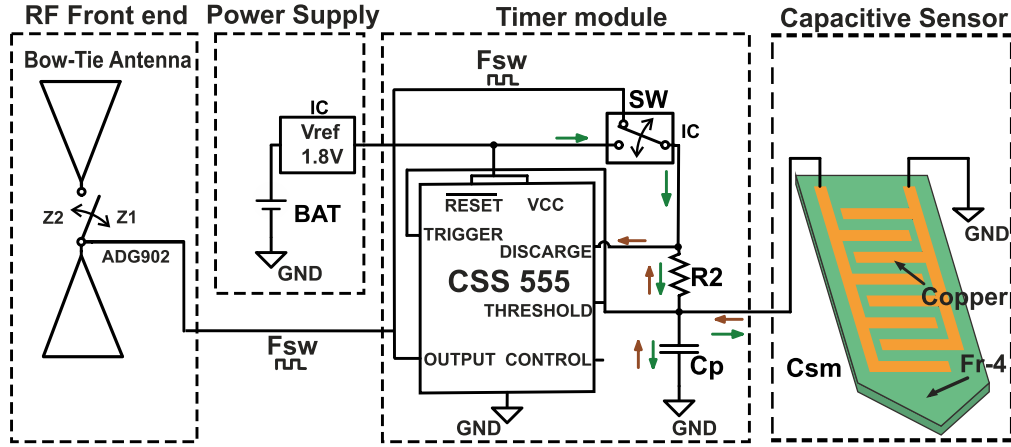 RF Front end
Power Supply
Timer module
Capacitive Sensor
Bow-Tie Antenna
Z2
Z1
ADG902
Fsw
IC
Vref
1.8V
BAT
GND
Fsw
SW
IC
RESET
VCC
TRIGGER
DISCARGE
CSS 555
THRESHOLD
OUTPUT
CONTROL
GND
R2
Cp
GND
GND
Copper
Csm
Fr-4